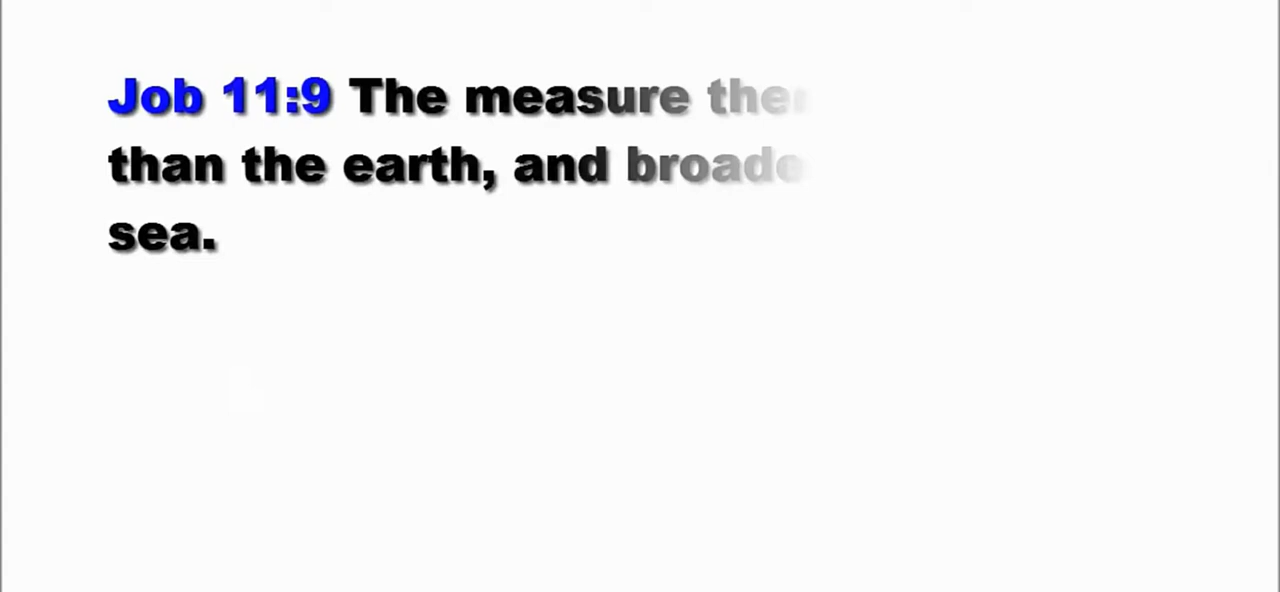 Job 11:9 The measure
than the earth, and
sea.